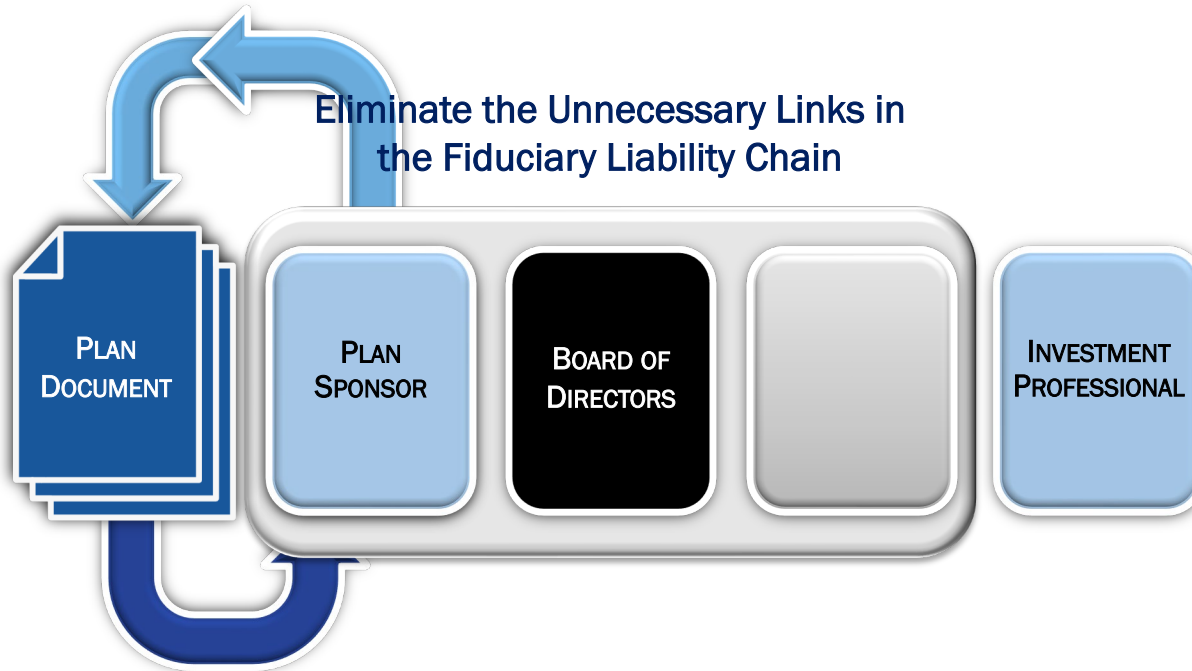 Eliminate the Unnecessary Links in
the Fiduciary Liability Chain
PLAN
DOCUMENT
PLAN
SPONSOR
BOARD OF
DIRECTORS
INVESTMENT
PROFESSIONAL